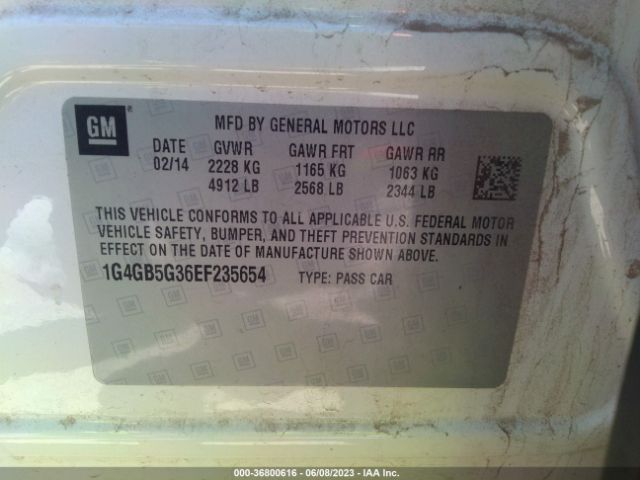 GM
MFD BY GENERAL MOTORS LLC
DATE GVWR GAWR FRT GAWR RR
02/14 2228 KG 1165 KG 1063 KG
4912 LB 2568 LB 2344 LB
THIS VEHICLE CONFORMS TO ALL APPLICABLE U.S. FEDERAL MOTOR
VEHICLE SAFETY, BUMPER, AND THEFT PREVENTION STANDARDS IN
EFFECT ON THE DATE OF MANUFACTURE SHOWN ABOVE.
1G4GB5G36EF235654 TYPE: PASS CAR
000-36800616 - 06/08/2023 - IAA Inc.